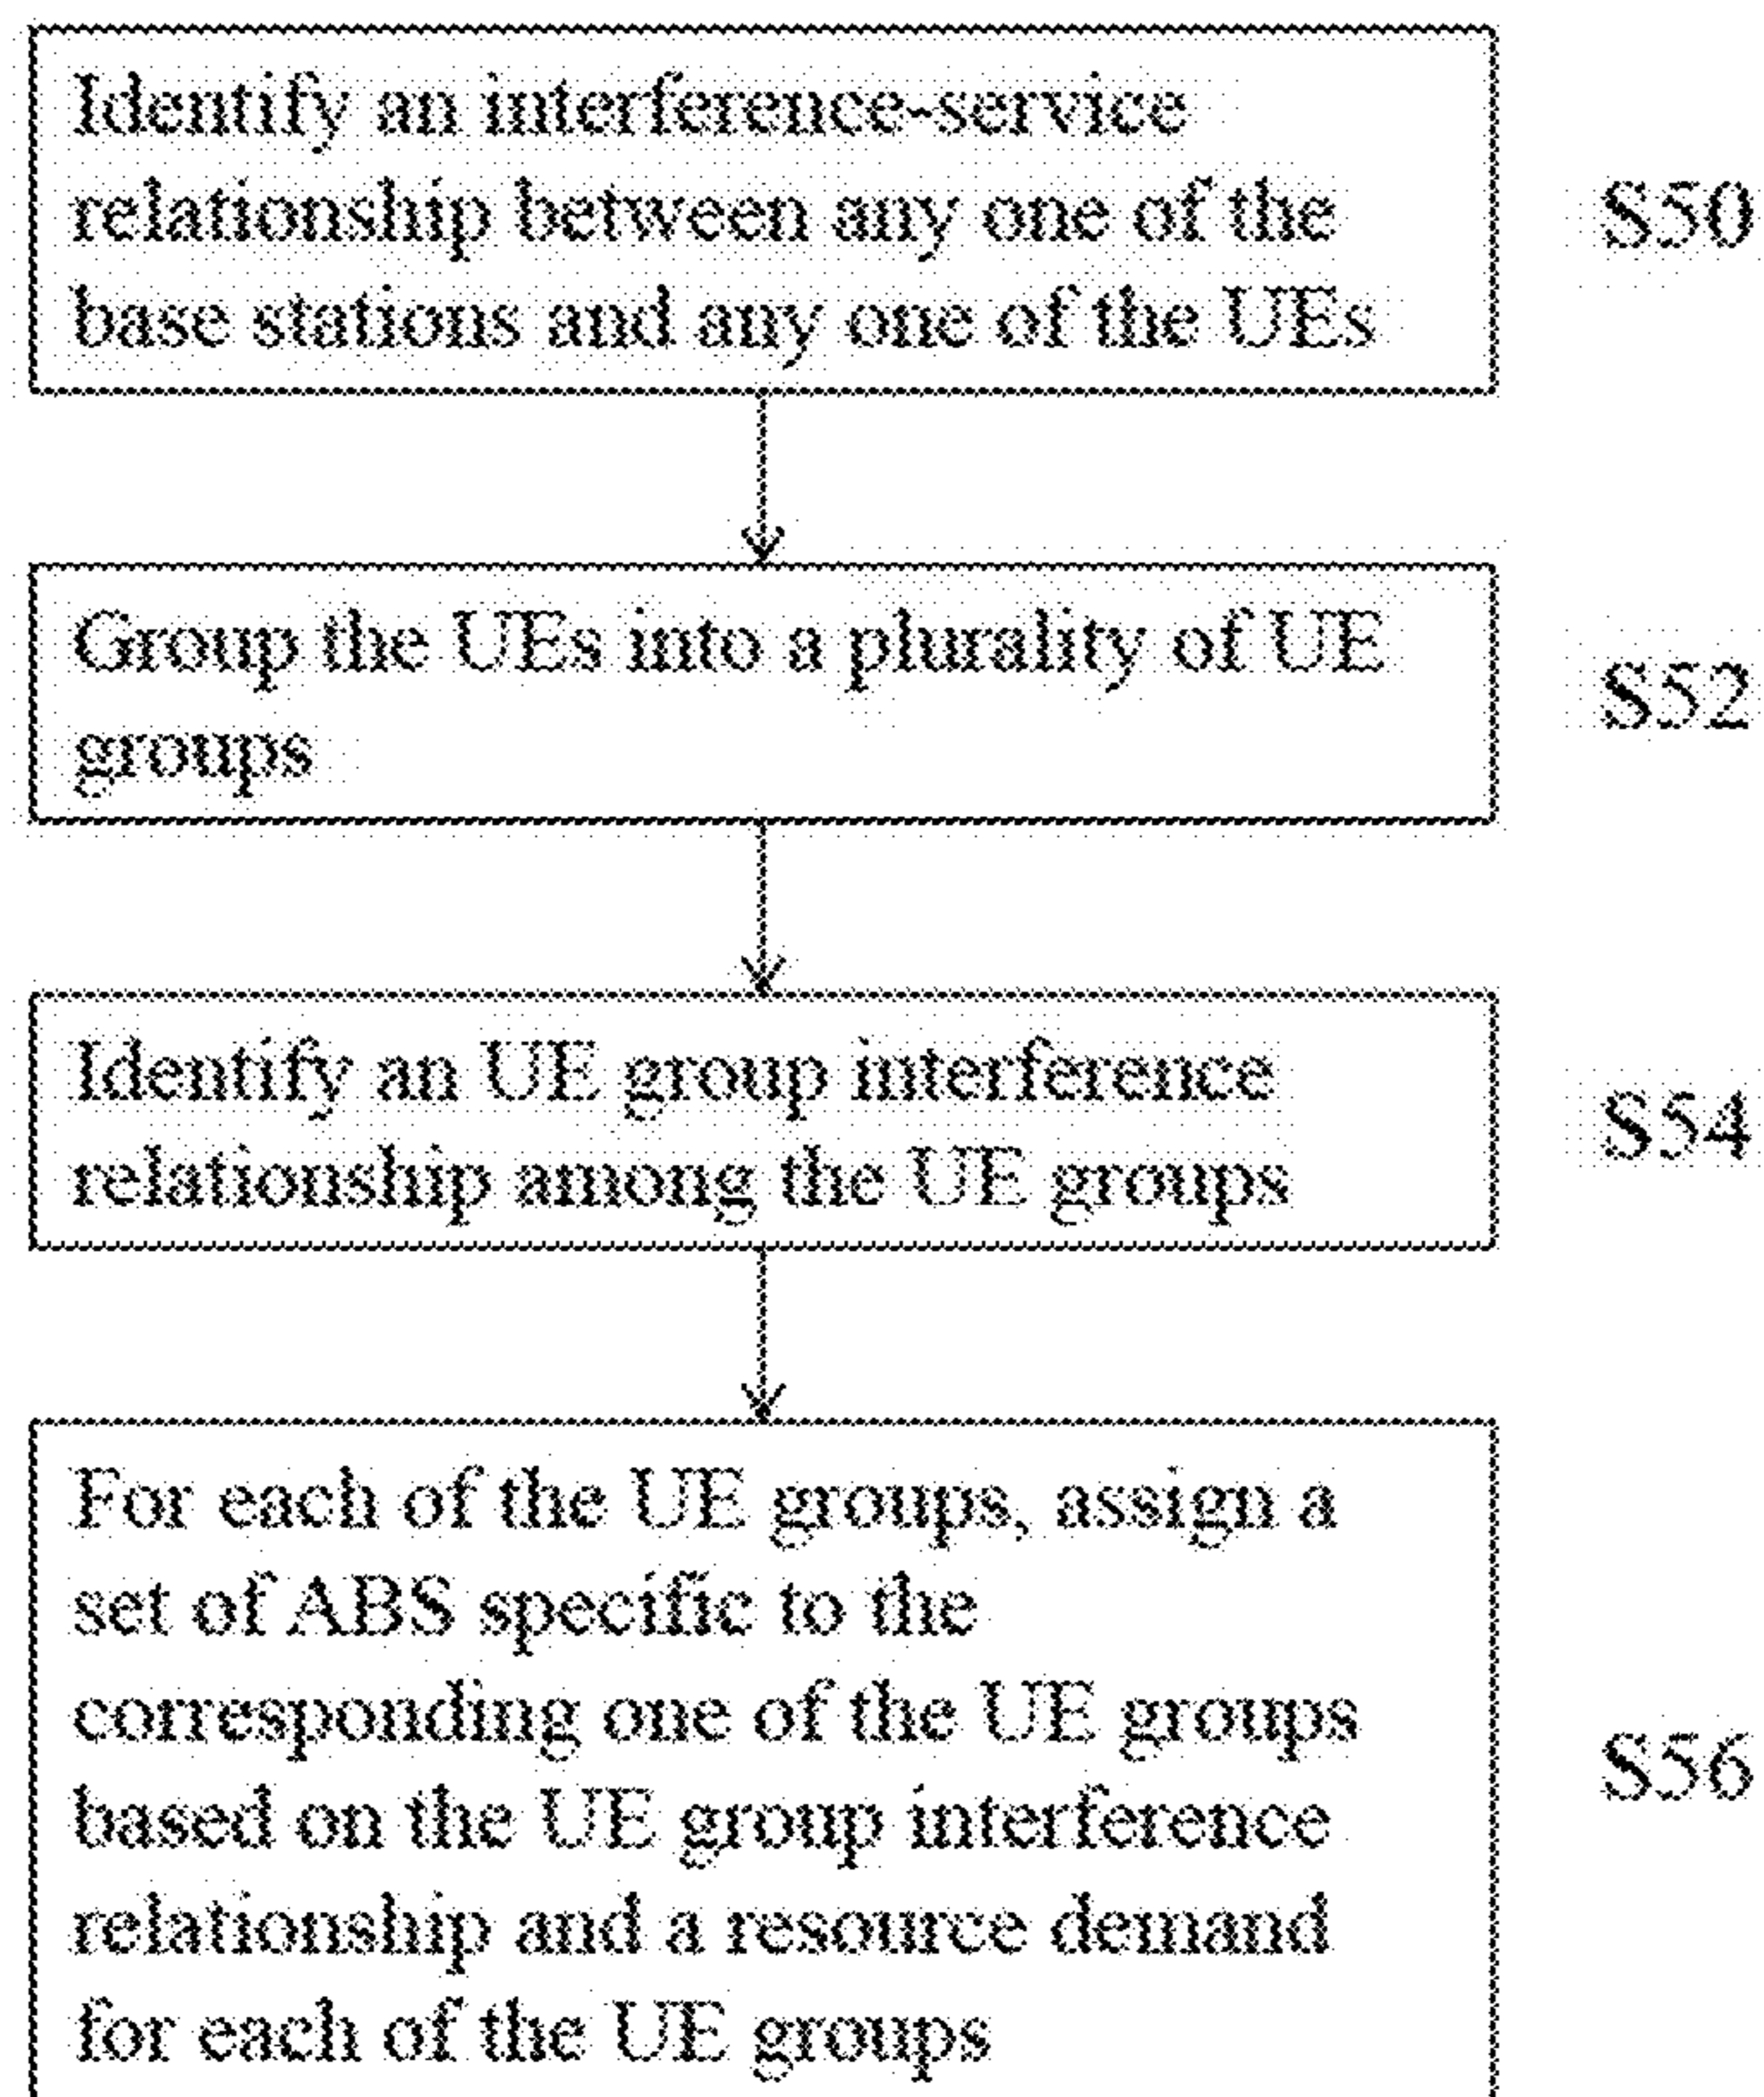 Identify an interference-service
relationship between any one of the
base stations and any one of the UEs
S50
Group the UEs into a plurality of UE
groups
S52
Identify an UE group interference
relationship among the UE groups
S54
For each of the UE groups, assign a
set of ABS specific to the
corresponding one of the UE groups
based on the UE group interference
relationship and a resource demand
for each of the UE groups
S56